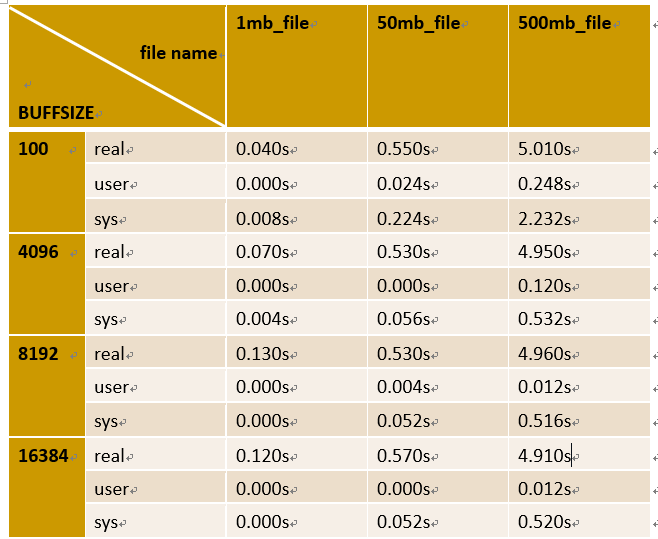 file name 1mb_file 50mb_file 500mb_file
BUFFSIZE
100 real 0.040s 0.550s 5.010s
user 0.000s 0.024s 0.248s
sys 0.008s 0.224s 2.232s
4096 real 0.070s 0.530s 4.950s
user 0.000s 0.000s 0.120s
sys 0.004s 0.056s 0.532s
8192 real 0.130s 0.530s 4.960s
user 0.000s 0.004s 0.012s
sys 0.000s 0.052s 0.516s
16384 real 0.120s 0.570s 4.910s
user 0.000s 0.000s 0.012s
sys 0.000s 0.052s 0.520s